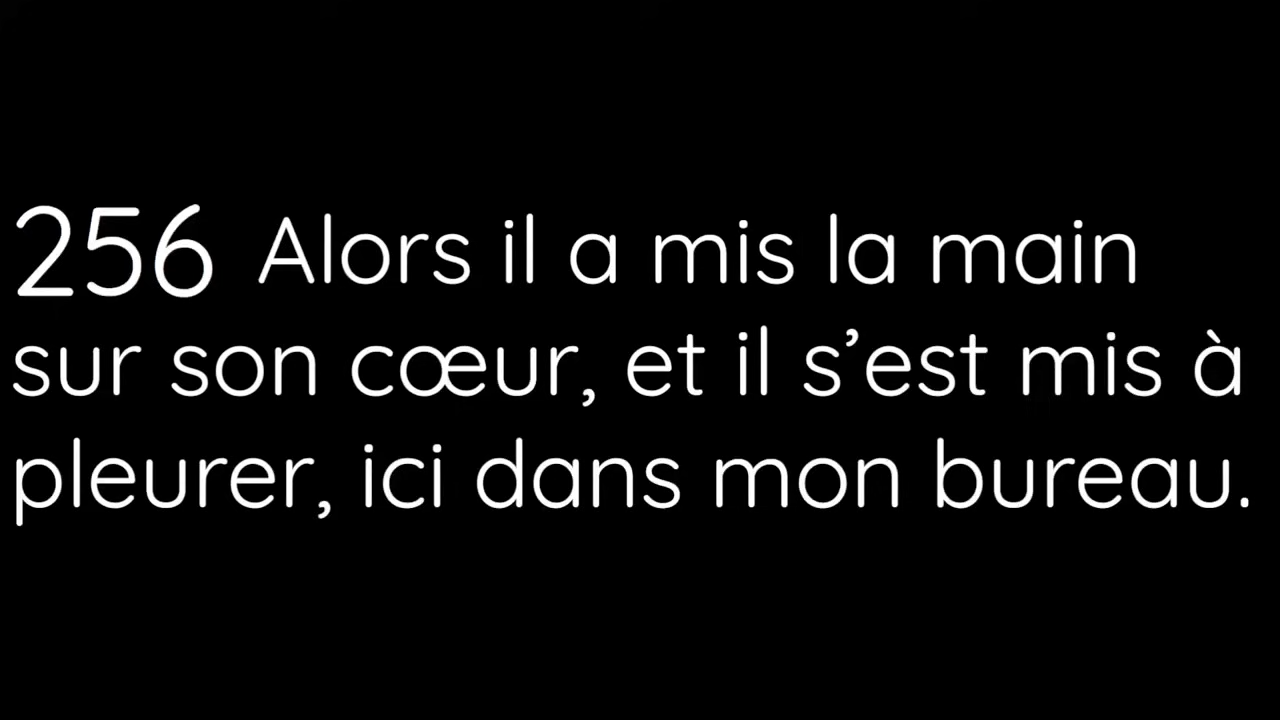 256 Alors il a mis la main
sur son cœur, et il s’est mis à
pleurer, ici dans mon bureau.